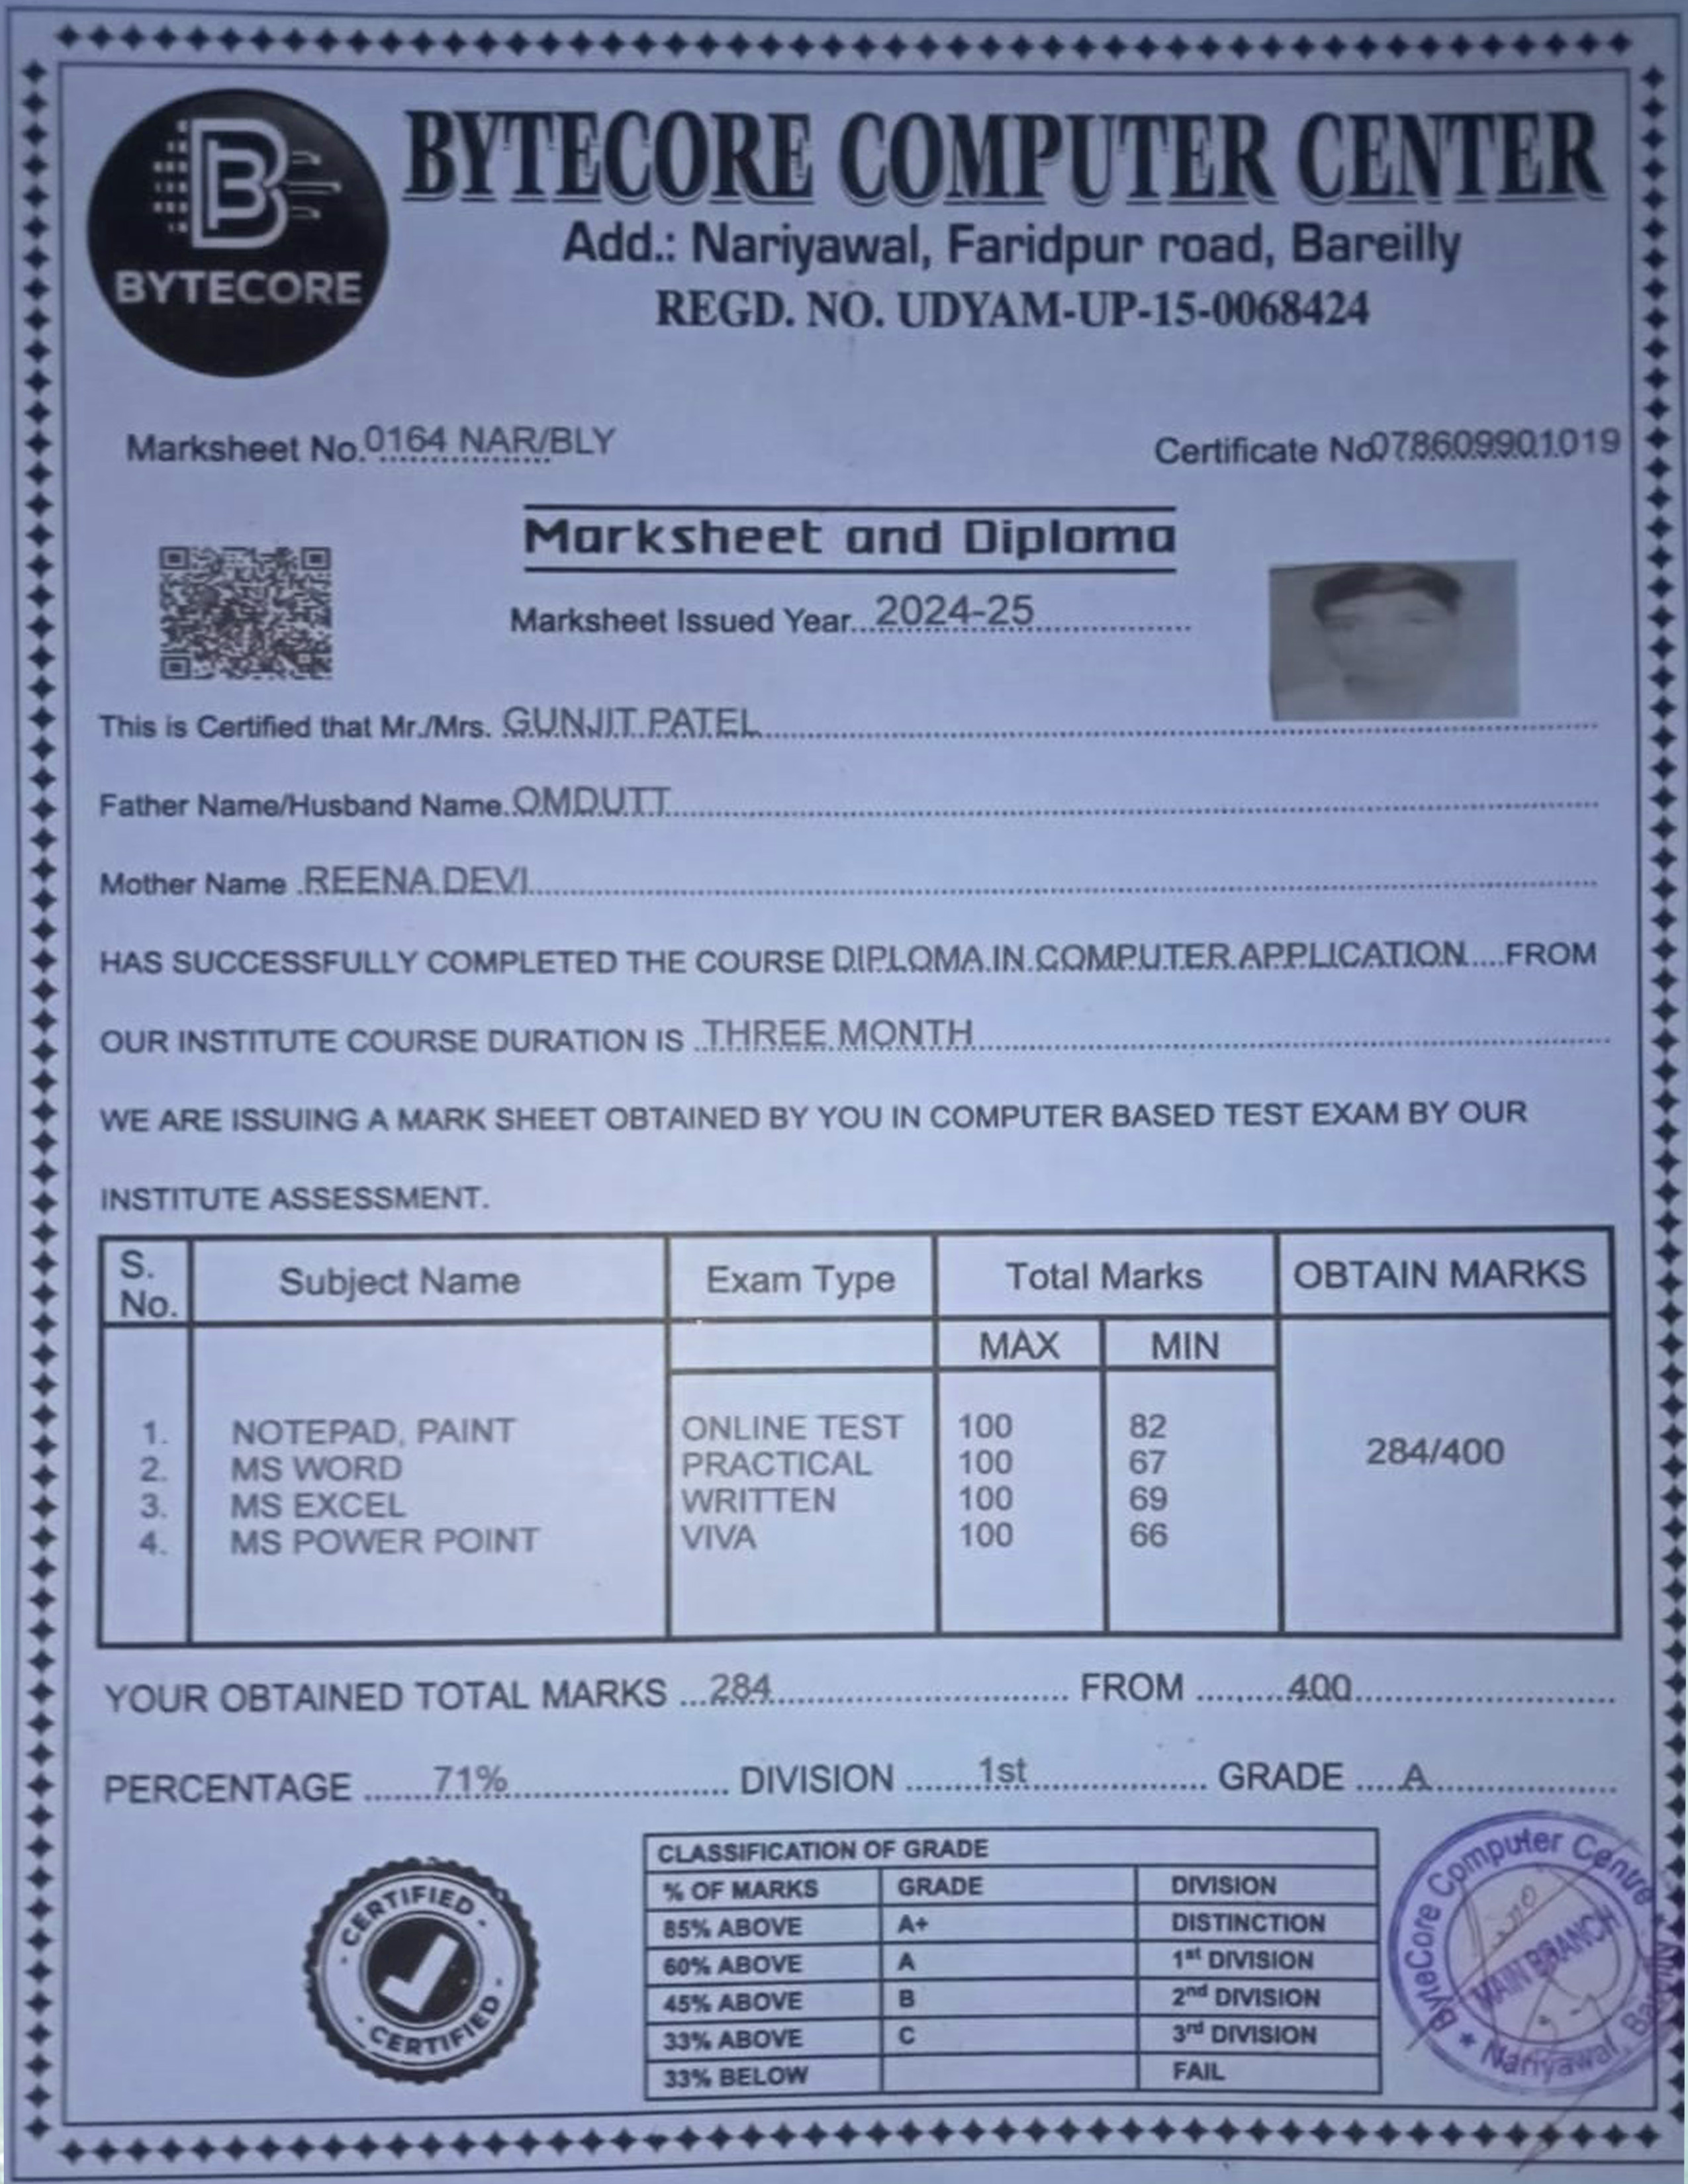 BYTECORE COMPUTER CENTER
BYTECORE
Add.: Nariyawal, Faridpur road, Bareilly
REGD. NO. UDYAM-UP-15-0068424
Marksheet No. 0164 NAR/BLY
Certificate No 078609901019
Marksheet and Diploma
Marksheet Issued Year 2024-25
This is Certified that Mr./Mrs. GUNJIT PATEL
Father Name/Husband Name OMDUTT
Mother Name REENA DEVI
HAS SUCCESSFULLY COMPLETED THE COURSE DIPLOMA IN COMPUTER APPLICATION FROM
OUR INSTITUTE COURSE DURATION IS THREE MONTH
WE ARE ISSUING A MARK SHEET OBTAINED BY YOU IN COMPUTER BASED TEST EXAM BY OUR
INSTITUTE ASSESSMENT.
S. No. Subject Name Exam Type Total Marks OBTAIN MARKS
MAX MIN
1. NOTEPAD, PAINT ONLINE TEST 100 82
2. MS WORD PRACTICAL 100 67
284/400
3. MS EXCEL WRITTEN 100 69
4. MS POWER POINT VIVA 100 66
YOUR OBTAINED TOTAL MARKS 284 FROM 400
PERCENTAGE 71% DIVISION 1st GRADE A
CERTIFIED
CERTIFIED
CLASSIFICATION OF GRADE
% OF MARKS GRADE DIVISION
85% ABOVE A+ DISTINCTION
60% ABOVE A 1st DIVISION
45% ABOVE B 2nd DIVISION
33% ABOVE C 3rd DIVISION
33% BELOW FAIL
ByteCore Computer Centre
MAIN BRANCH
Nariyawal